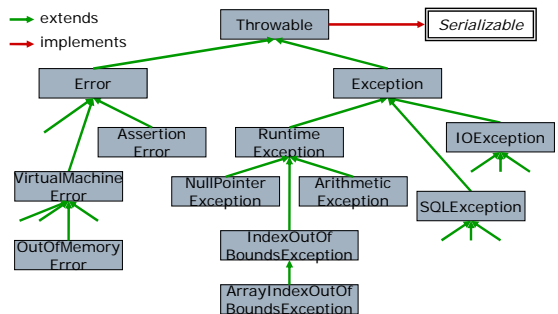 extends
implements
Throwable
Serializable
Error
Exception
Assertion
Error
Runtime
Exception
IOException
VirtualMachine
Error
NullPointer
Exception
Arithmetic
Exception
SQLException
OutOfMemory
Error
IndexOutOf
BoundsException
ArrayIndexOutOf
BoundsException